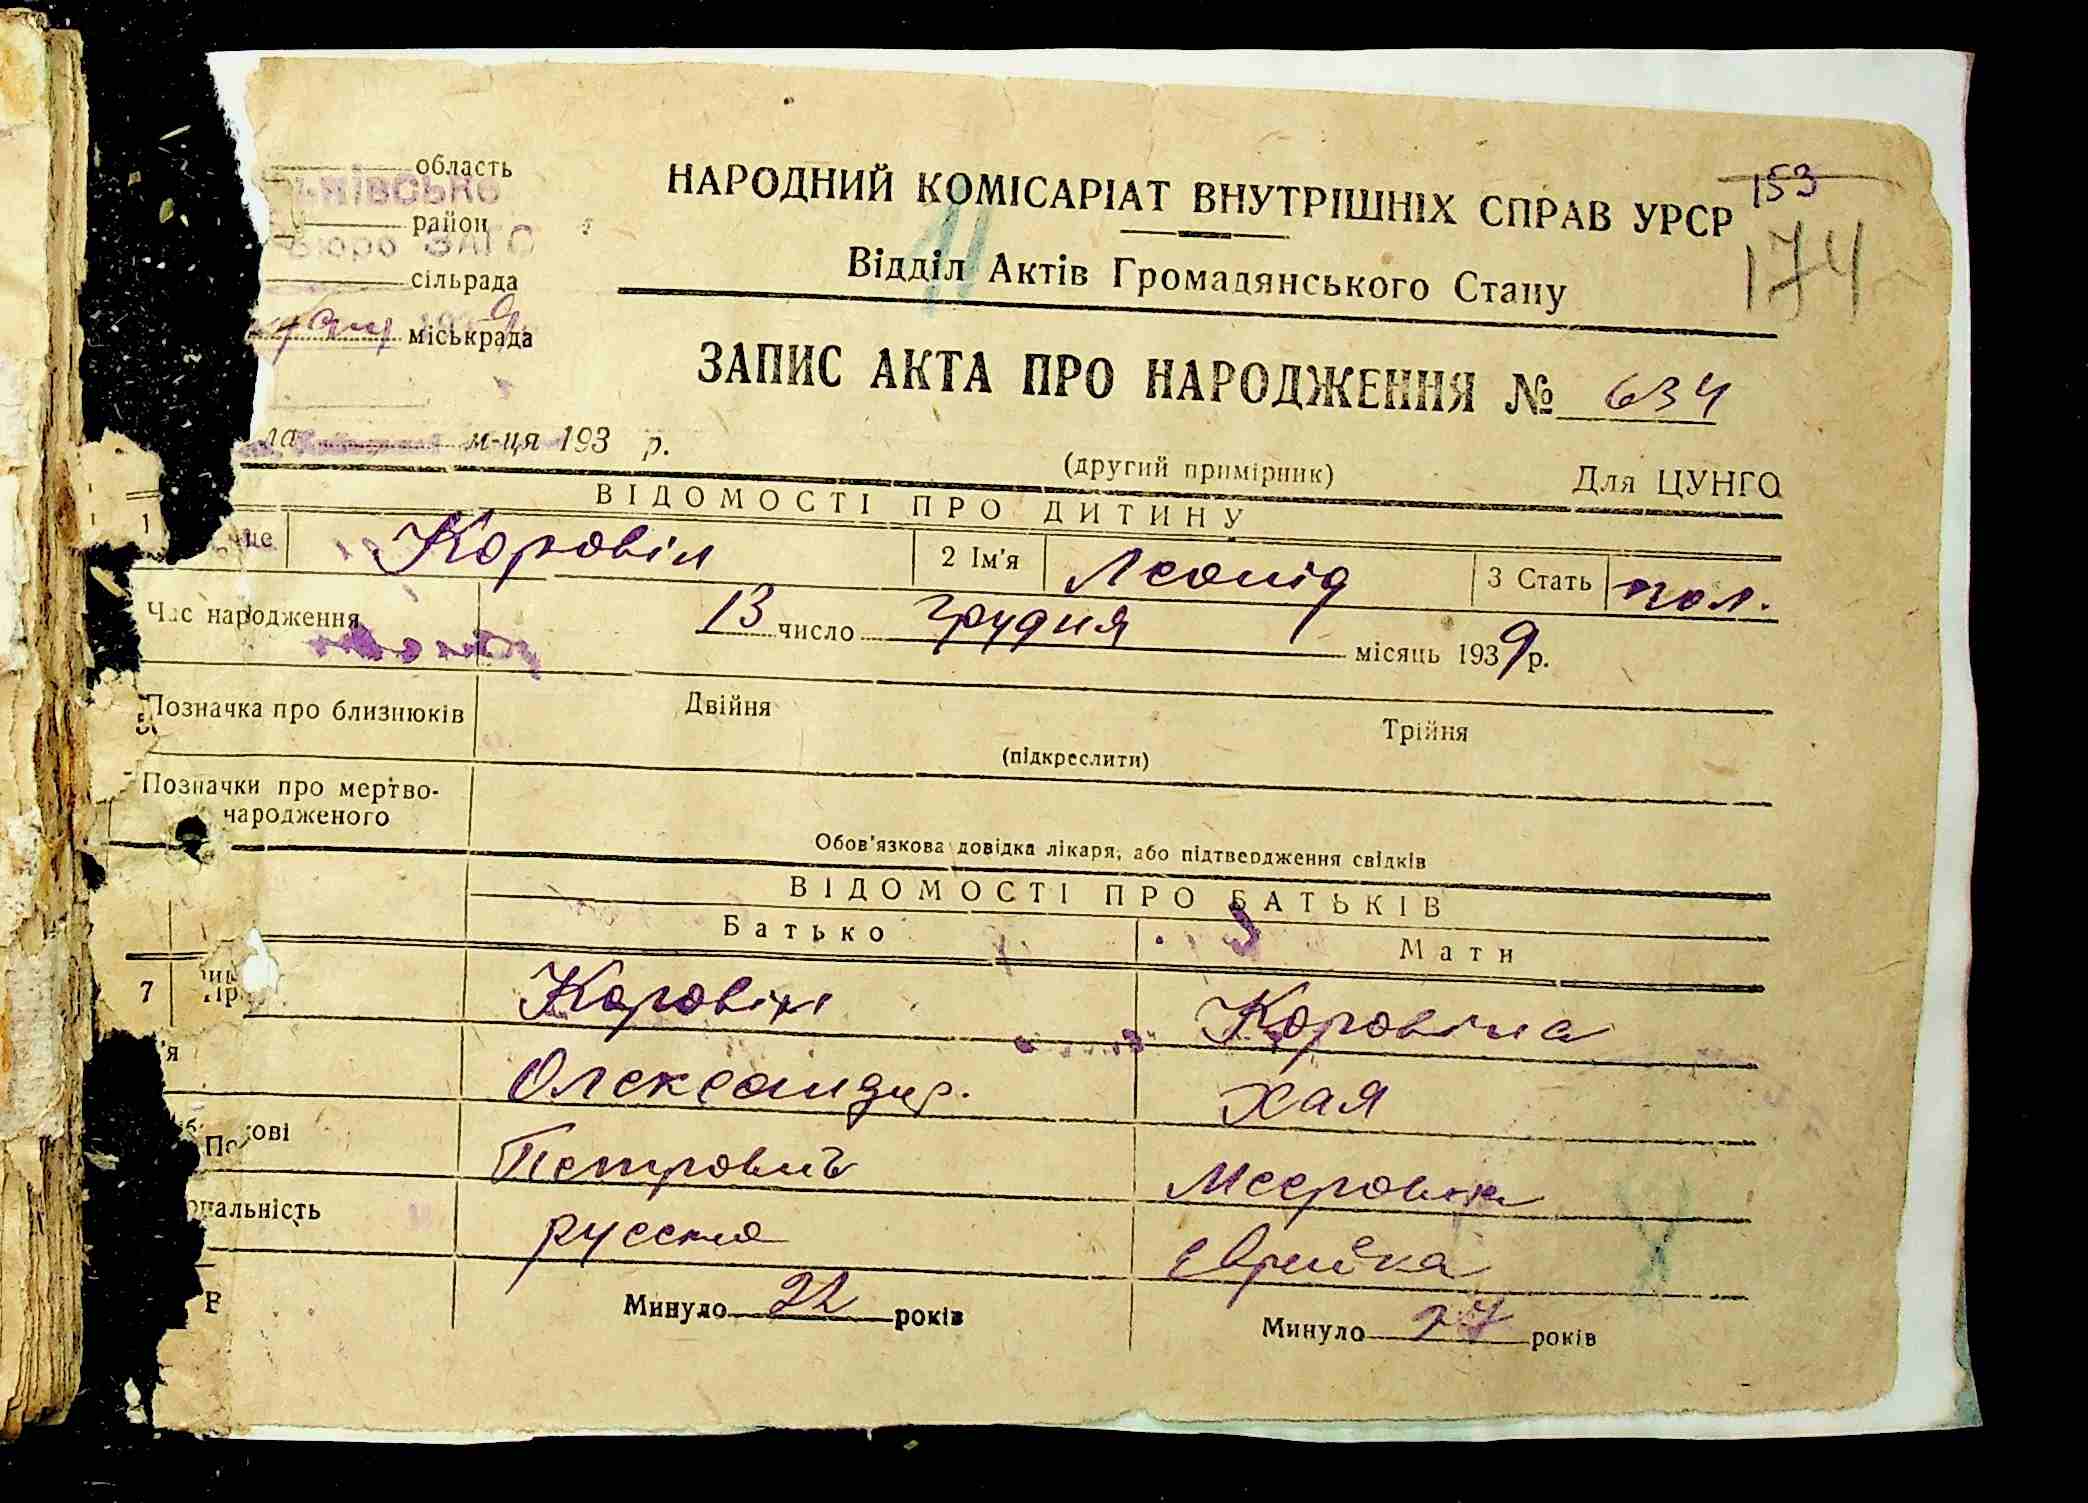 область
район
Бюро ЗАГС
сільрада
міськрада
153
174
НАРОДНИЙ КОМІСАРІАТ ВНУТРІШНІХ СПРАВ УРСР
Відділ Актів Громадянського Стану
ЗАПИС АКТА ПРО НАРОДЖЕННЯ № 634
м-ця 193 р.
(другий примірник) Для ЦУНГО
ВІДОМОСТІ ПРО ДИТИНУ
1 Коровін 2 Ім'я Леонід 3 Стать чол.
Час народження 13 число грудня місяць 1939 р.
Позначка про близнюків Двійня Трійня
(підкреслити)
Позначки про мертво-
народженого
Обов'язкова довідка лікаря, або підтвердження свідків
ВІДОМОСТІ ПРО БАТЬКІВ
Батько Мати
7 Коровін Коровіна
Олександр. Хая
Петрович Меєровна
русский еврейка
Минуло 22 років Минуло 27 років